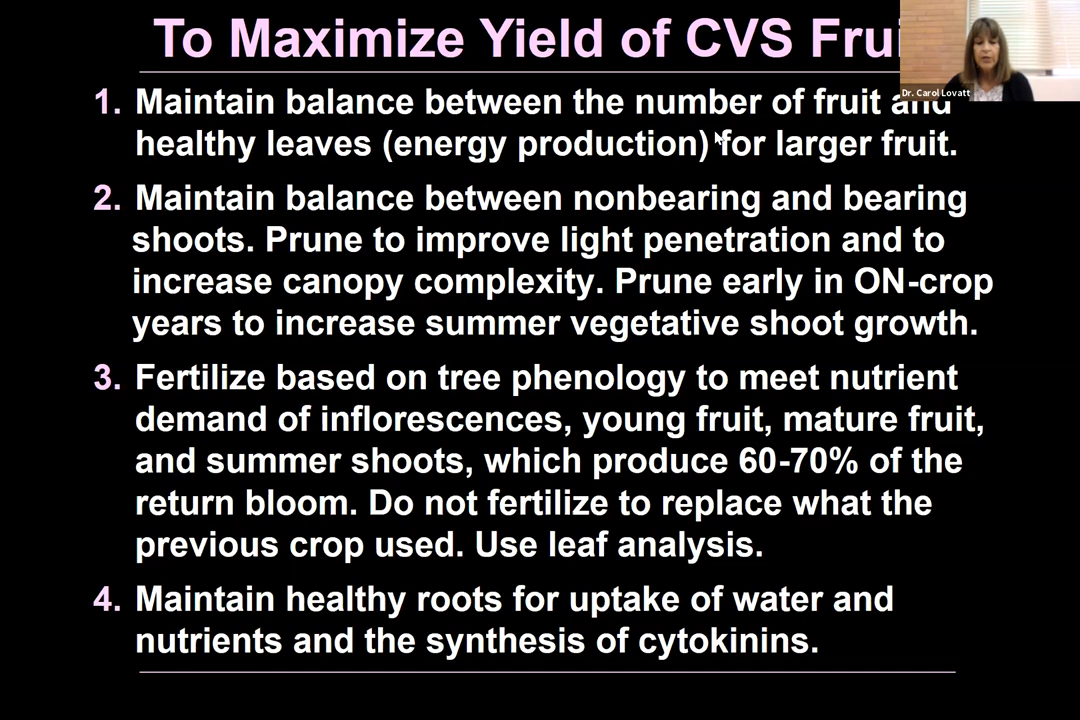 To Maximize Yield of CVS Frui
Dr. Carol Lovatt
1. Maintain balance between the number of fruit and
healthy leaves (energy production) for larger fruit.
2. Maintain balance between nonbearing and bearing
shoots. Prune to improve light penetration and to
increase canopy complexity. Prune early in ON-crop
years to increase summer vegetative shoot growth.
3. Fertilize based on tree phenology to meet nutrient
demand of inflorescences, young fruit, mature fruit,
and summer shoots, which produce 60-70% of the
return bloom. Do not fertilize to replace what the
previous crop used. Use leaf analysis.
4. Maintain healthy roots for uptake of water and
nutrients and the synthesis of cytokinins.